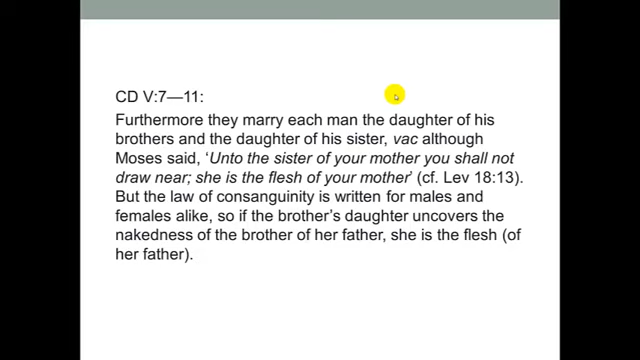 CD V:7—11:
Furthermore they marry each man the daughter of his
brothers and the daughter of his sister, vac although
Moses said, ‘Unto the sister of your mother you shall not
draw near; she is the flesh of your mother’ (cf. Lev 18:13).
But the law of consanguinity is written for males and
females alike, so if the brother’s daughter uncovers the
nakedness of the brother of her father, she is the flesh (of
her father).